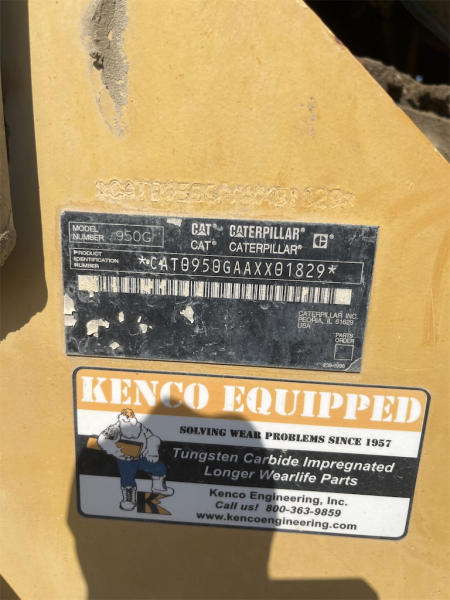 MODEL NUMBER 950G
CAT CATERPILLAR
CAT® CATERPILLAR
PRODUCT IDENTIFICATION NUMBER
*CAT0950GAAXX01829*
CATERPILLAR INC.
PEORIA, IL 61629
USA
PARTS ORDER
KENCO EQUIPPED
SOLVING WEAR PROBLEMS SINCE 1957
Tungsten Carbide Impregnated
Longer Wearlife Parts
Kenco Engineering, Inc.
Call us! 800-363-9859
www.kencoengineering.com